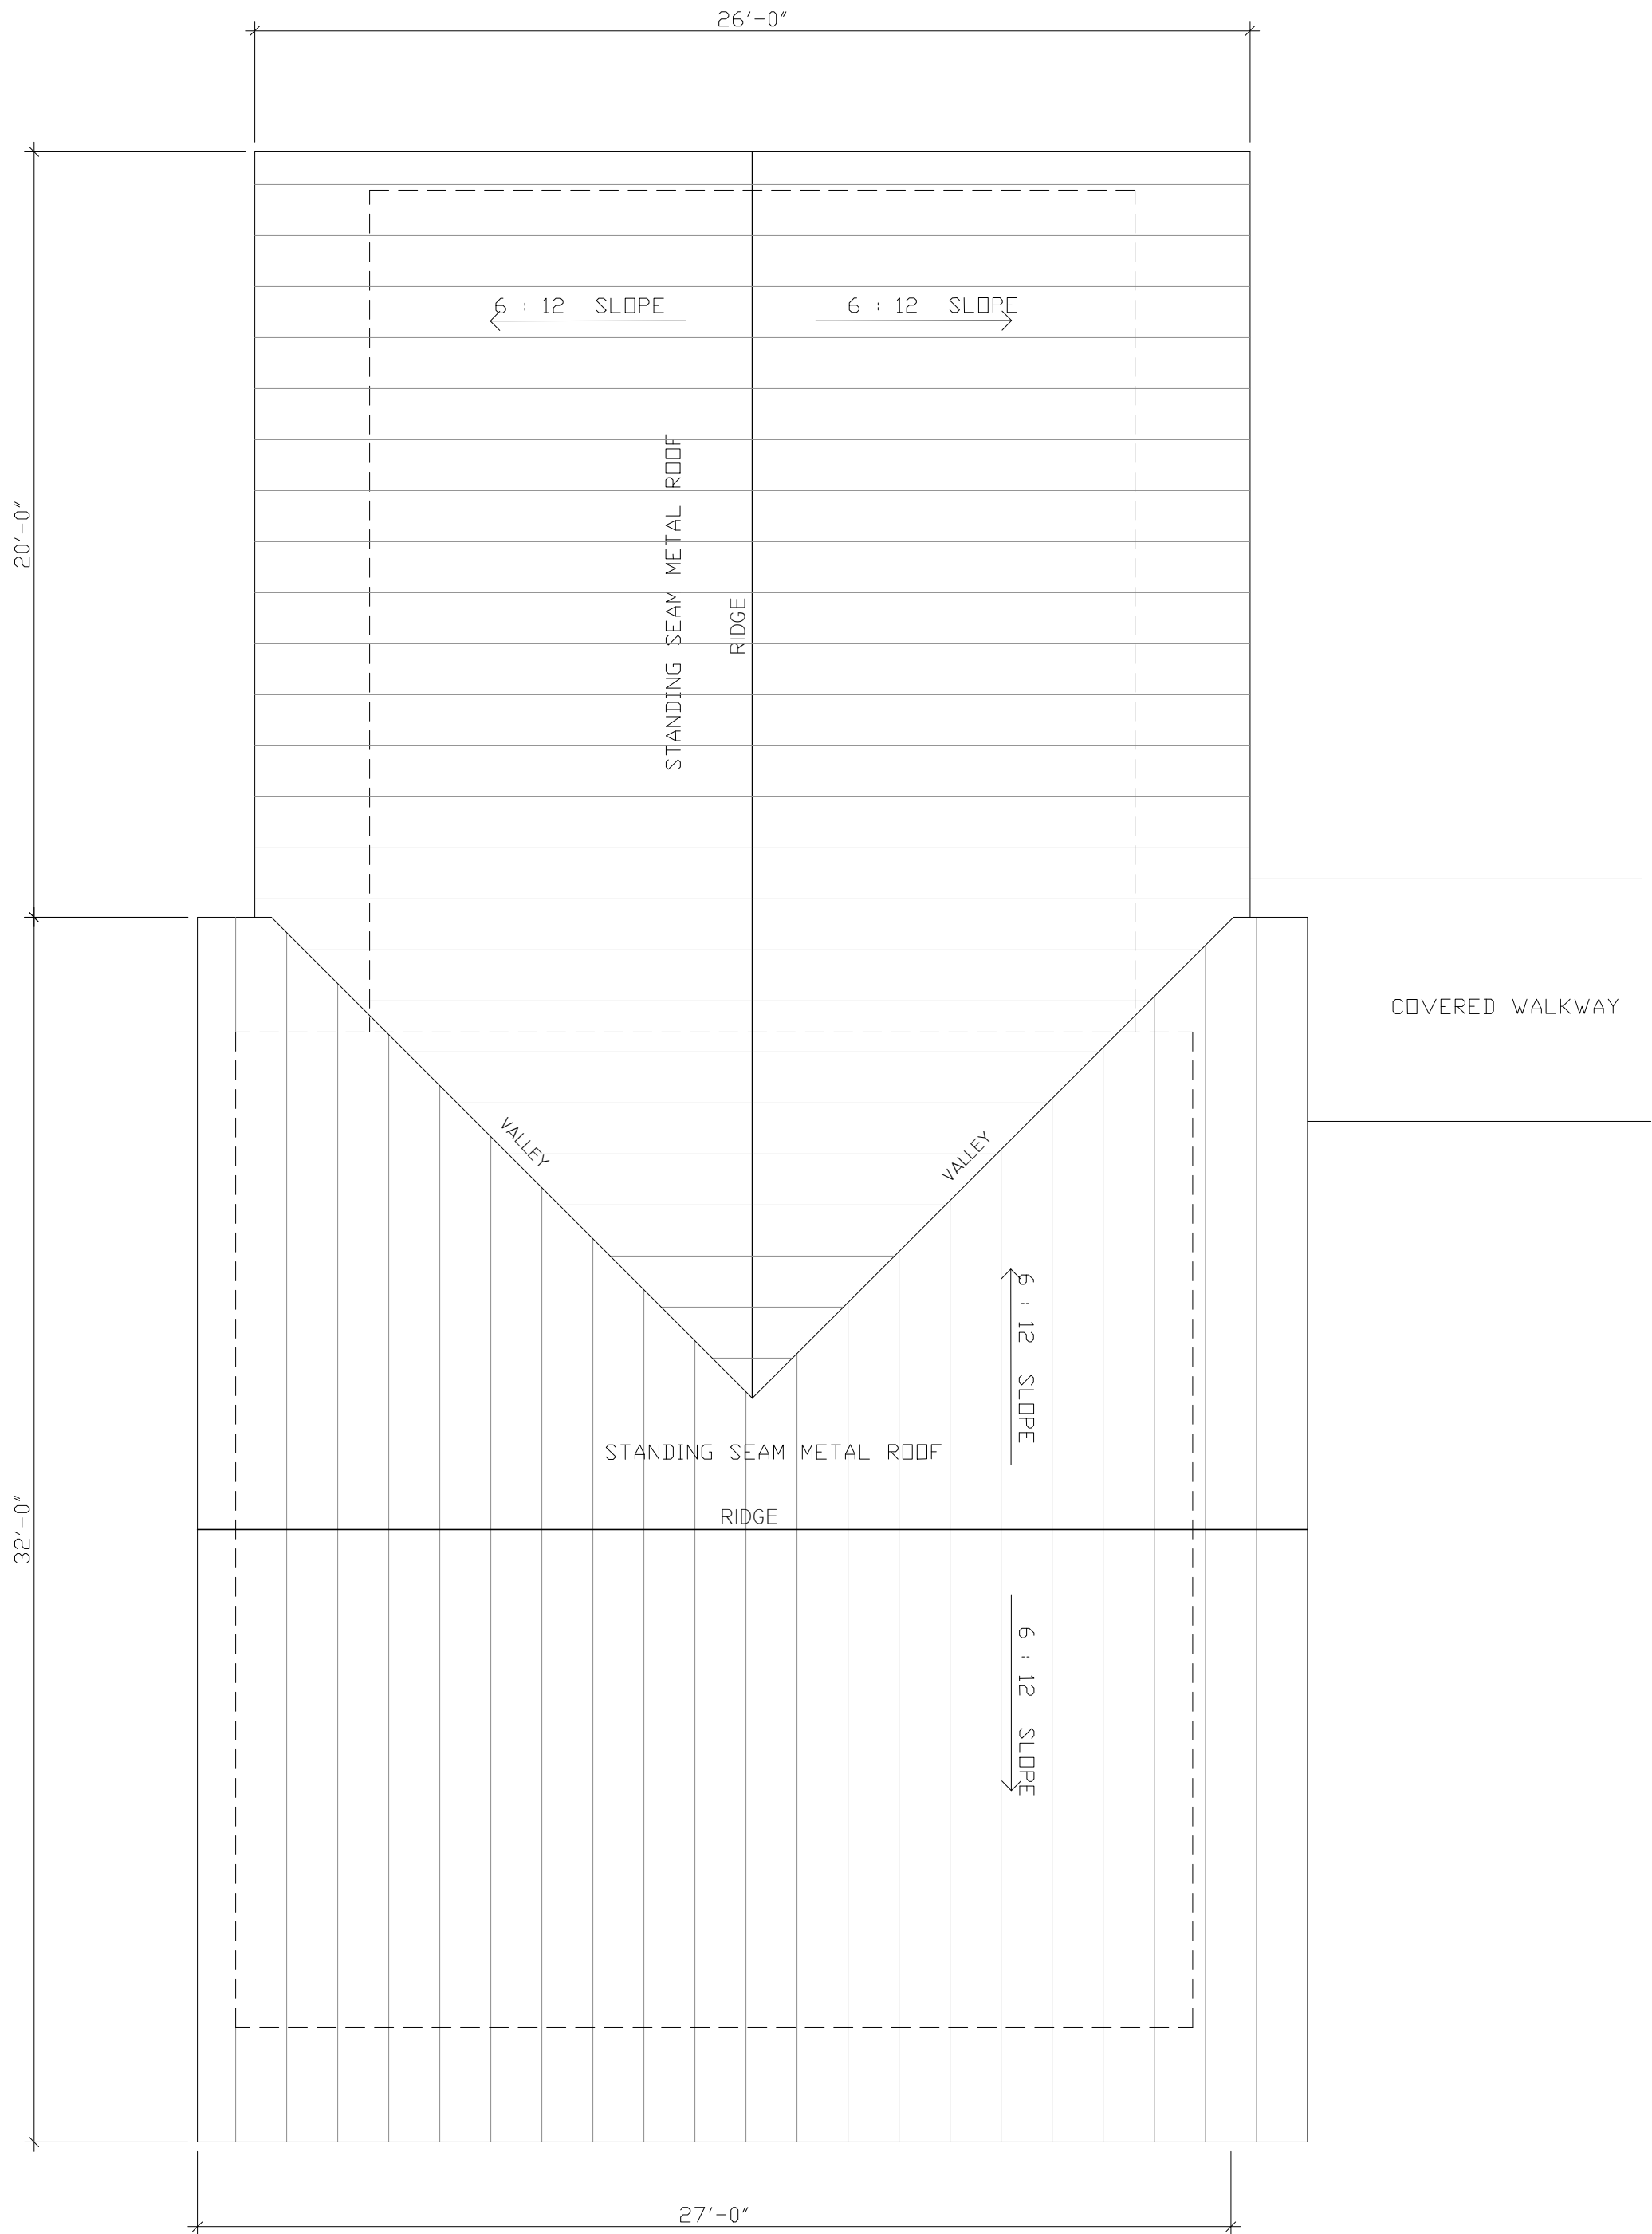 26'-0"
6 : 12 SLOPE
6 : 12 SLOPE
20'-0"
STANDING SEAM METAL ROOF
RIDGE
COVERED WALKWAY
VALLEY
VALLEY
6 : 12 SLOPE
STANDING SEAM METAL ROOF
RIDGE
32'-0"
6 : 12 SLOPE
27'-0"